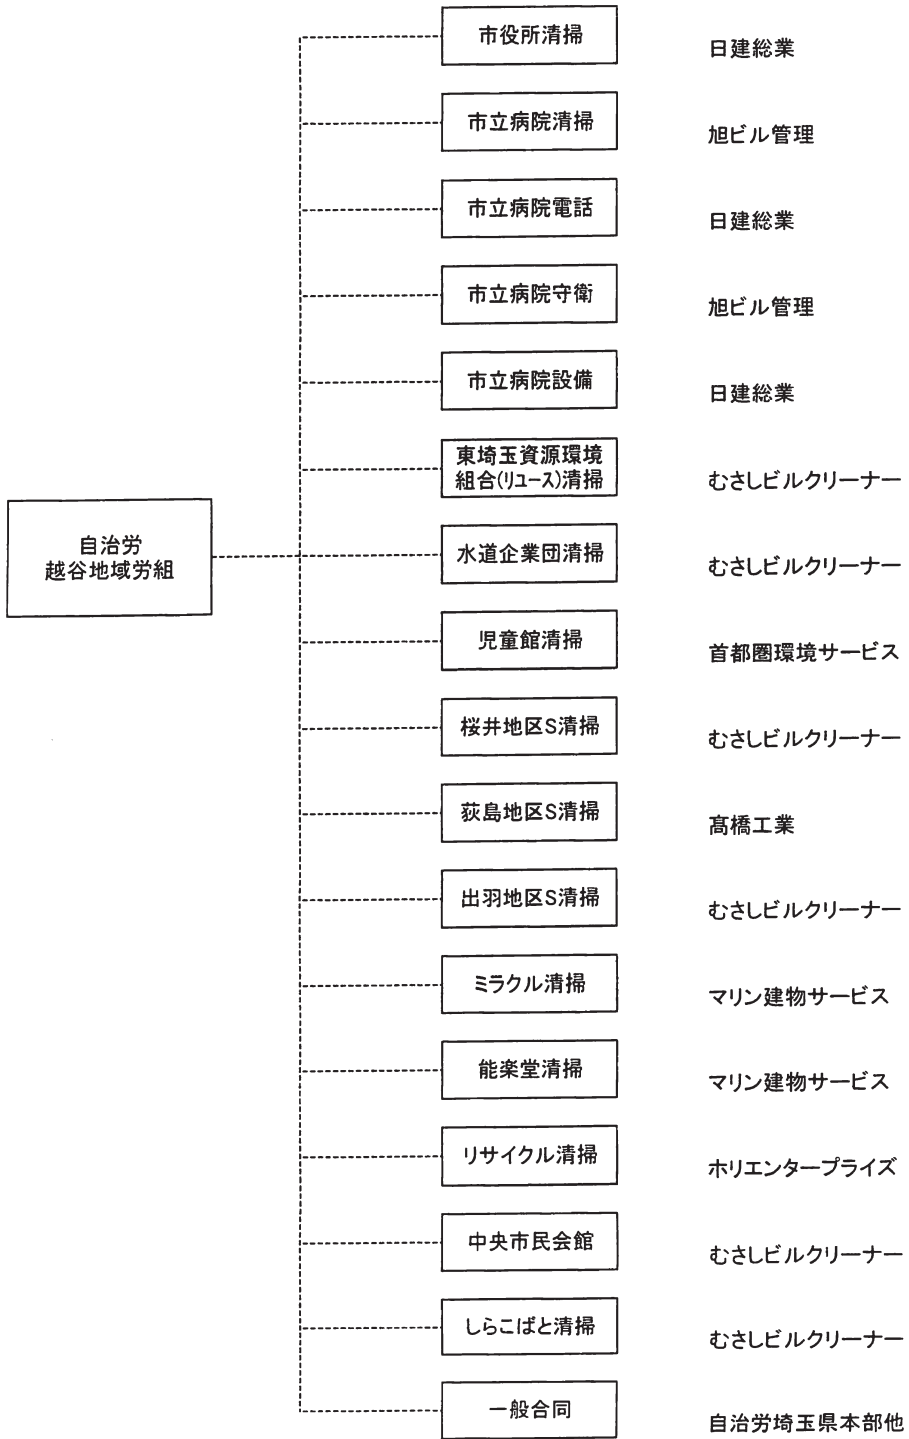 市役所清掃 日建総業
市立病院清掃 旭ビル管理
市立病院電話 日建総業
市立病院守衛 旭ビル管理
市立病院設備 日建総業
東埼玉資源環境
組合(リユース)清掃 むさしビルクリーナー
自治労
越谷地域労組
水道企業団清掃 むさしビルクリーナー
児童館清掃 首都圏環境サービス
桜井地区S清掃 むさしビルクリーナー
荻島地区S清掃 髙橋工業
出羽地区S清掃 むさしビルクリーナー
ミラクル清掃 マリン建物サービス
能楽堂清掃 マリン建物サービス
リサイクル清掃 ホリエンタープライズ
中央市民会館 むさしビルクリーナー
しらこばと清掃 むさしビルクリーナー
一般合同 自治労埼玉県本部他